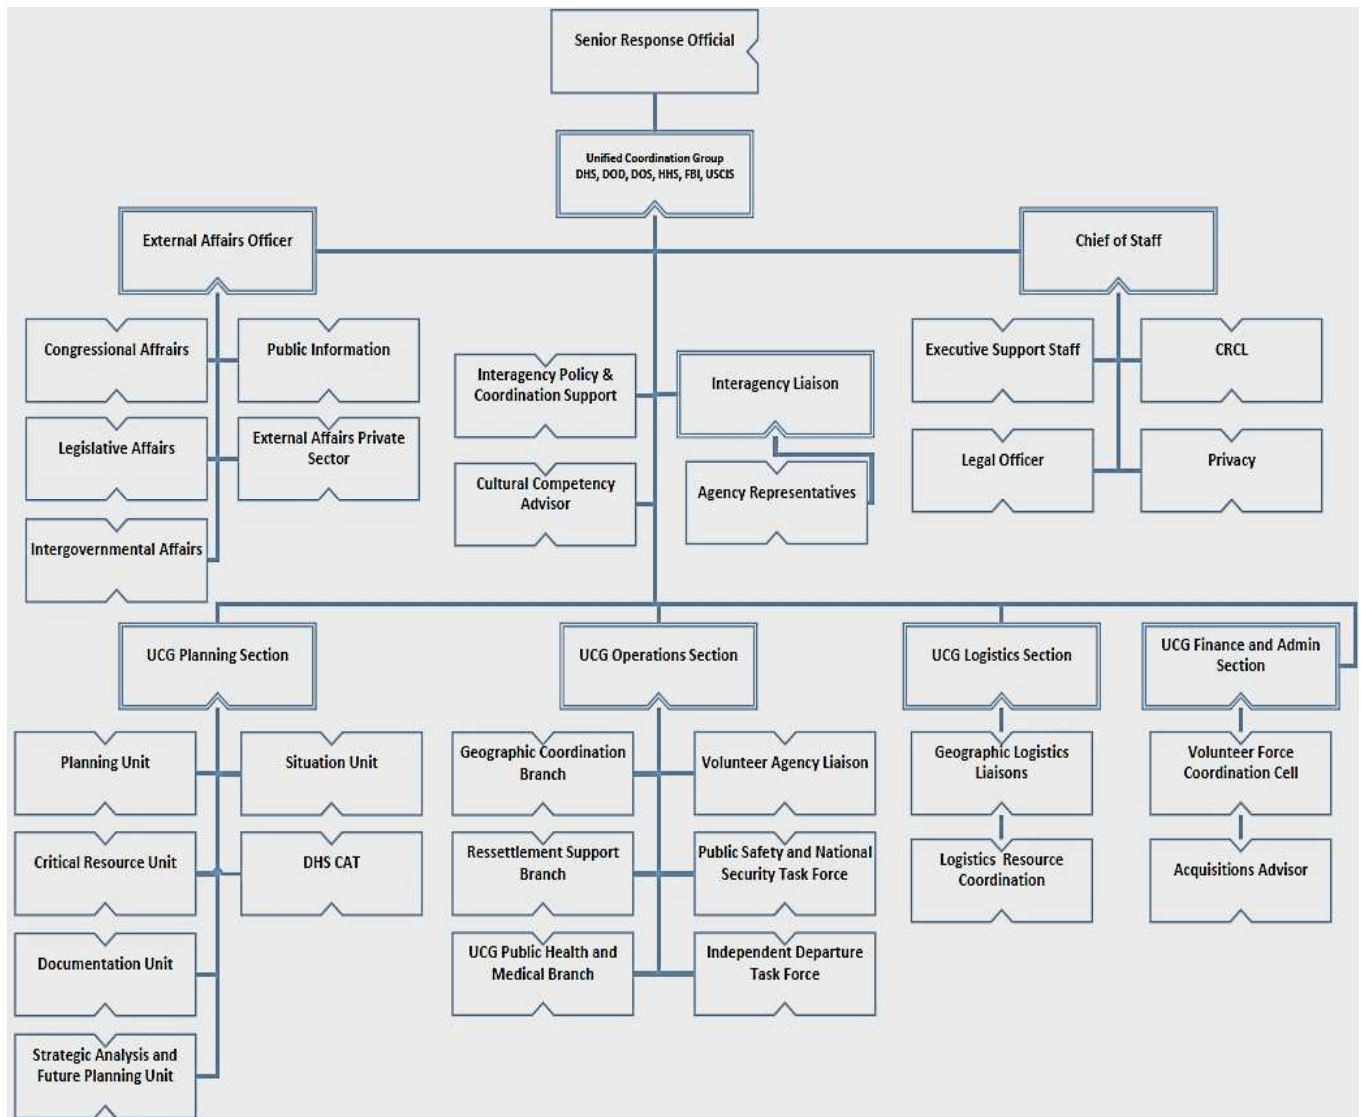 Senior Response Official
Unified Coordination Group
DHS, DOD, DOS, HHS, FBI, USCIS
External Affairs Officer
Chief of Staff
Congressional Affrairs
Public Information
Legislative Affairs
External Affairs Private
Sector
Intergovernmental Affairs
Interagency Policy &
Coordination Support
Interagency Liaison
Cultural Competency
Advisor
Agency Representatives
Executive Support Staff
CRCL
Legal Officer
Privacy
UCG Planning Section
UCG Operations Section
UCG Logistics Section
UCG Finance and Admin
Section
Planning Unit
Situation Unit
Critical Resource Unit
DHS CAT
Documentation Unit
Strategic Analysis and
Future Planning Unit
Geographic Coordination
Branch
Volunteer Agency Liaison
Ressettlement Support
Branch
Public Safety and National
Security Task Force
UCG Public Health and
Medical Branch
Independent Departure
Task Force
Geographic Logistics
Liaisons
Logistics Resource
Coordination
Volunteer Force
Coordination Cell
Acquisitions Advisor